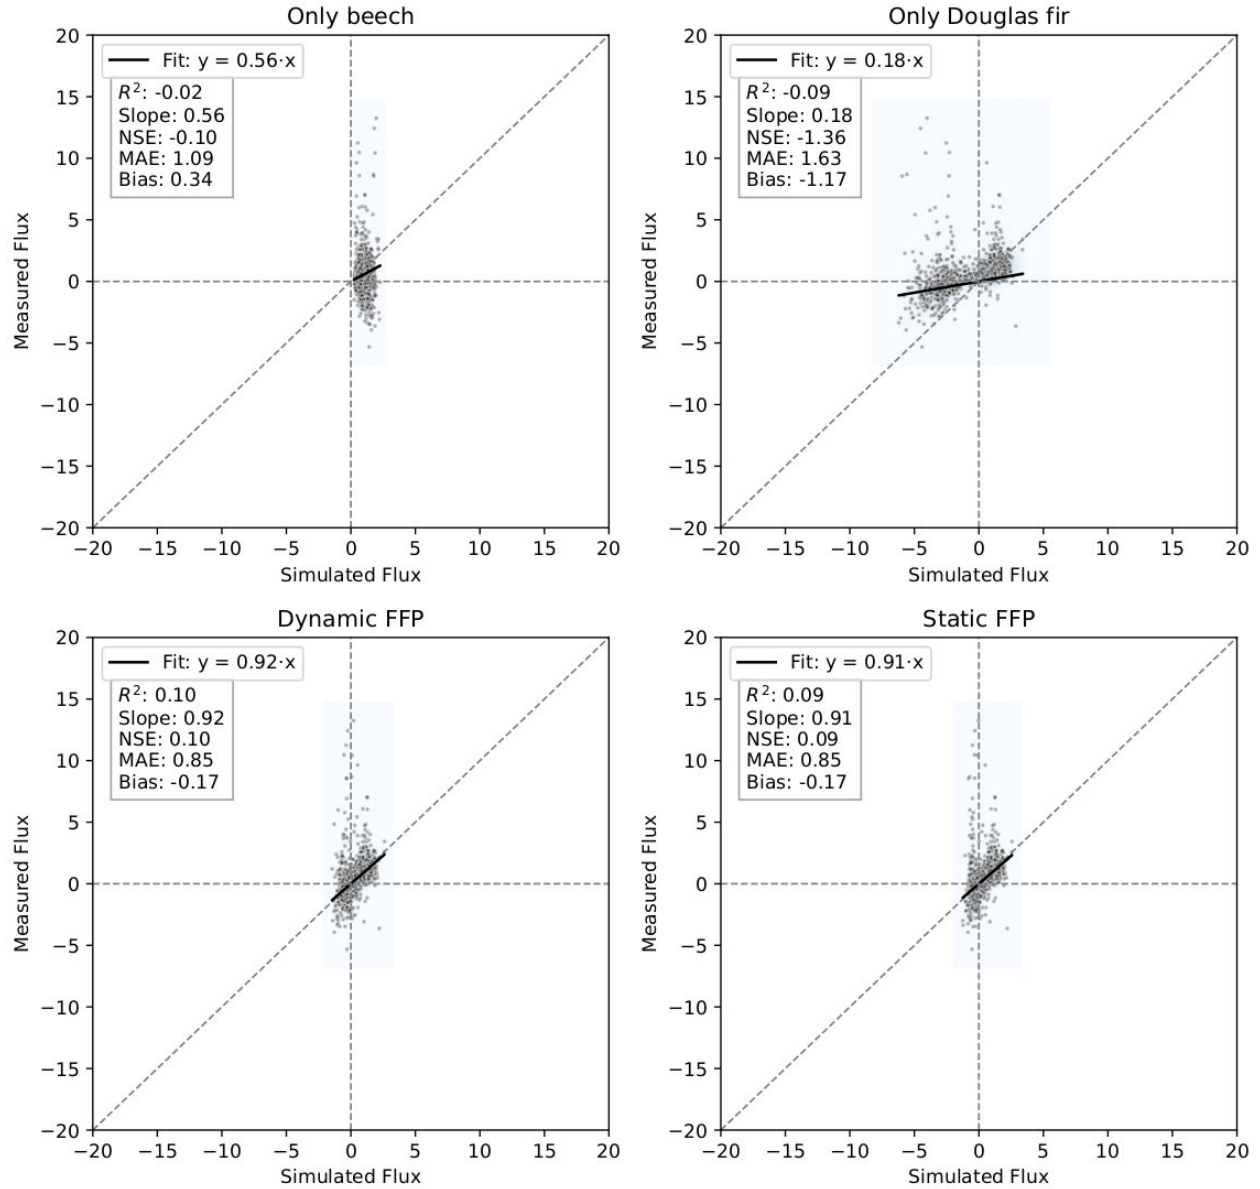 Only beech
20
15
10
5
0
−5
−10
−15
−20
Measured Flux
Fit: y = 0.56·x
R²: -0.02
Slope: 0.56
NSE: -0.10
MAE: 1.09
Bias: 0.34
−20 −15 −10 −5 0 5 10 15 20
Simulated Flux
Only Douglas fir
20
15
10
5
0
−5
−10
−15
−20
Measured Flux
Fit: y = 0.18·x
R²: -0.09
Slope: 0.18
NSE: -1.36
MAE: 1.63
Bias: -1.17
−20 −15 −10 −5 0 5 10 15 20
Simulated Flux
Dynamic FFP
20
15
10
5
0
−5
−10
−15
−20
Measured Flux
Fit: y = 0.92·x
R²: 0.10
Slope: 0.92
NSE: 0.10
MAE: 0.85
Bias: -0.17
−20 −15 −10 −5 0 5 10 15 20
Simulated Flux
Static FFP
20
15
10
5
0
−5
−10
−15
−20
Measured Flux
Fit: y = 0.91·x
R²: 0.09
Slope: 0.91
NSE: 0.09
MAE: 0.85
Bias: -0.17
−20 −15 −10 −5 0 5 10 15 20
Simulated Flux